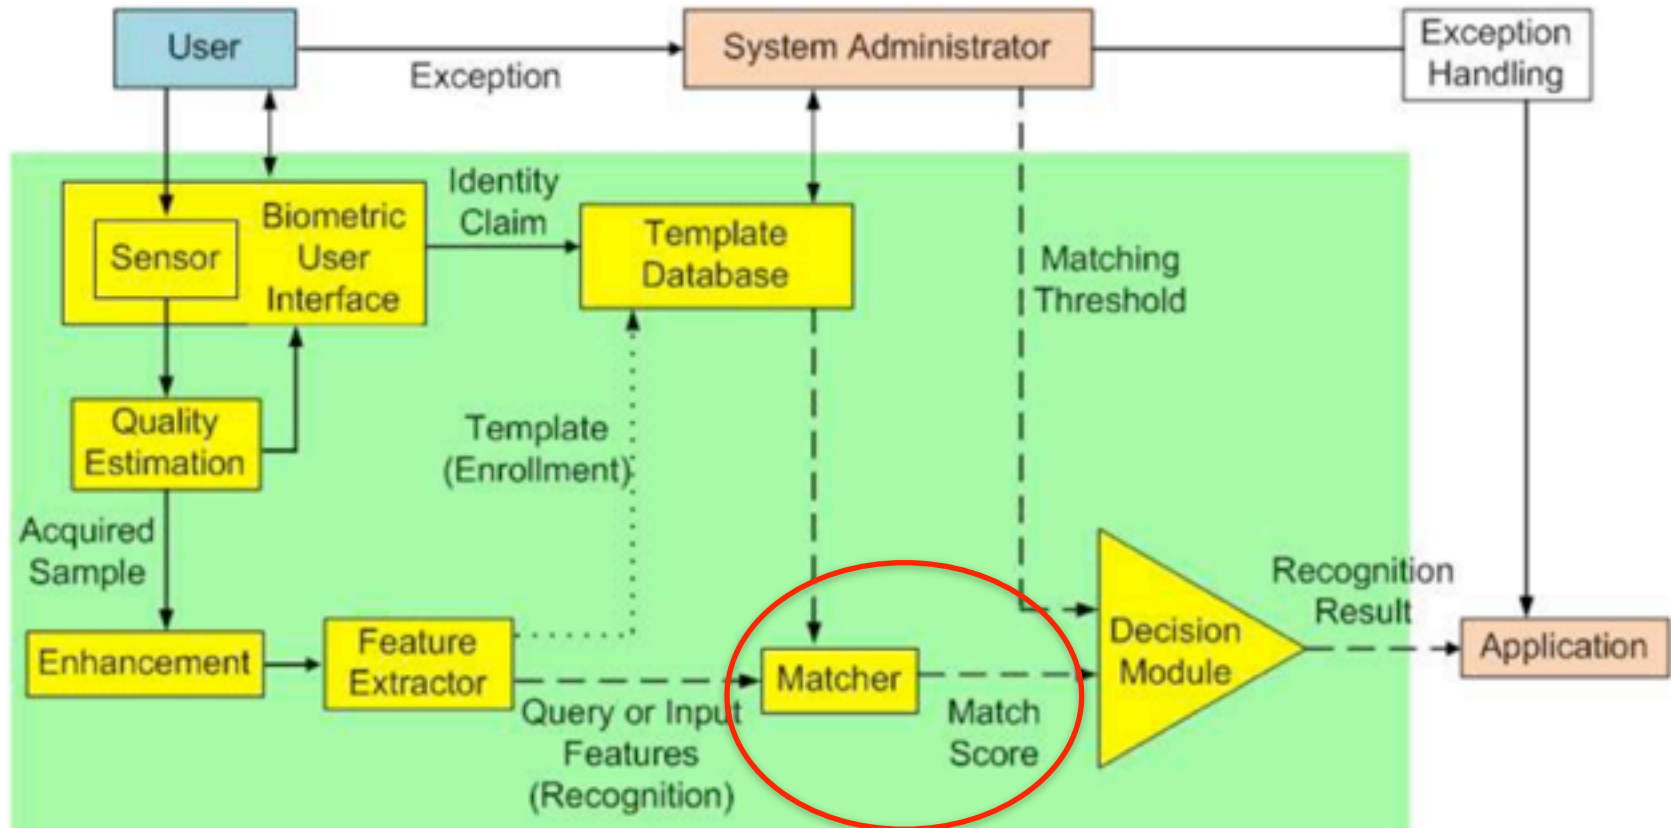 User
Exception
System Administrator
Exception
Handling
Identity
Claim
Sensor
Biometric
User
Interface
Template
Database
Matching
Threshold
Quality
Estimation
Template
(Enrollment)
Acquired
Sample
Enhancement
Feature
Extractor
Query or Input
Features
(Recognition)
Matcher
Match
Score
Decision
Module
Recognition
Result
Application